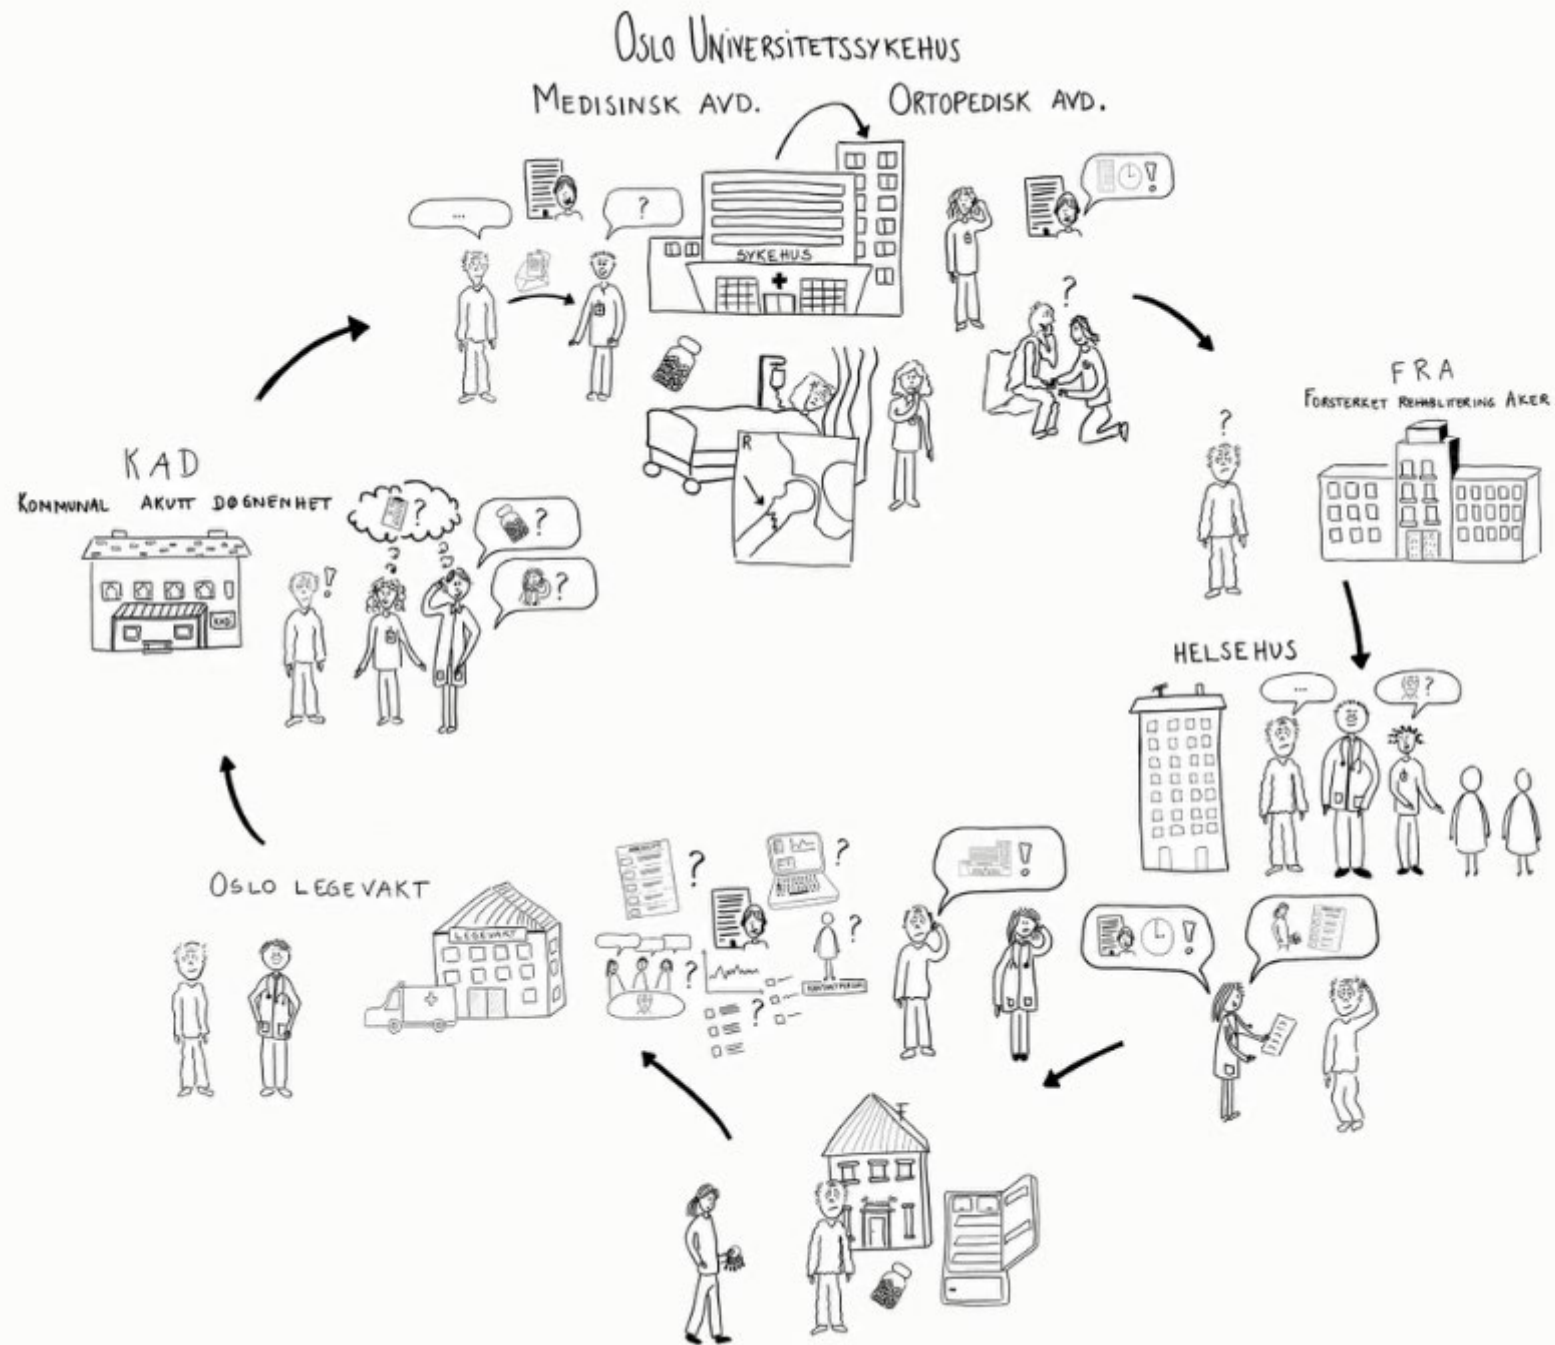 OSLO UNIVERSITETSSYKEHUS
MEDISINSK AVD.
ORTOPEDISK AVD.
...
?
!
SYKEHUS
?
FRA
FORSTERKET REHABLITERING AKER
?
KAD
KOMMUNAL AKUTT DØGNENHET
?
?
?
!
KAD
R
HELSEHUS
...
?
OSLO LEGEVAKT
LEGEVAKT
?
?
?
?
?
!
KONTAKTPERSON
!